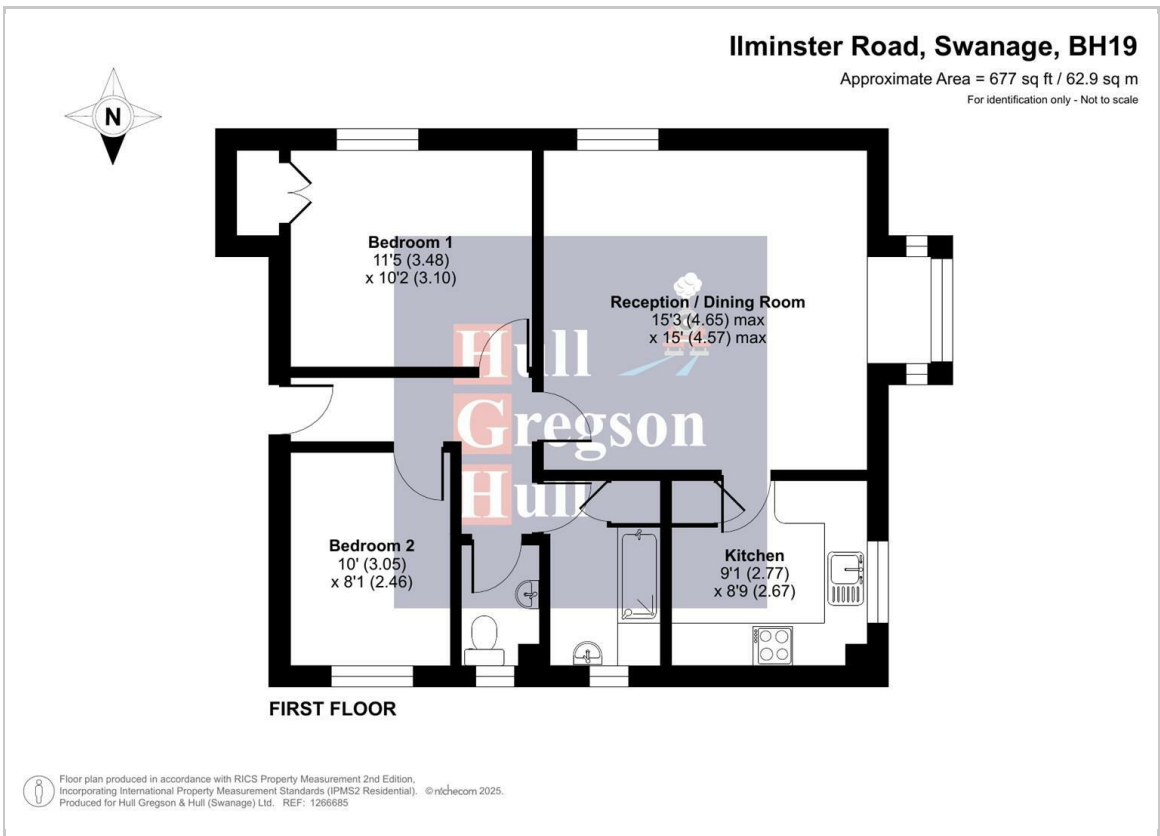 Ilminster Road, Swanage, BH19
Approximate Area = 677 sq ft / 62.9 sq m
For identification only - Not to scale
N
Bedroom 1
11'5 (3.48)
x 10'2 (3.10)
Reception / Dining Room
15'3 (4.65) max
x 15' (4.57) max
Hull
Gregson
Hull
Bedroom 2
10' (3.05)
x 8'1 (2.46)
Kitchen
9'1 (2.77)
x 8'9 (2.67)
FIRST FLOOR
Floor plan produced in accordance with RICS Property Measurement 2nd Edition,
Incorporating International Property Measurement Standards (IPMS2 Residential). © nichecom 2025.
Produced for Hull Gregson & Hull (Swanage) Ltd. REF: 1266685